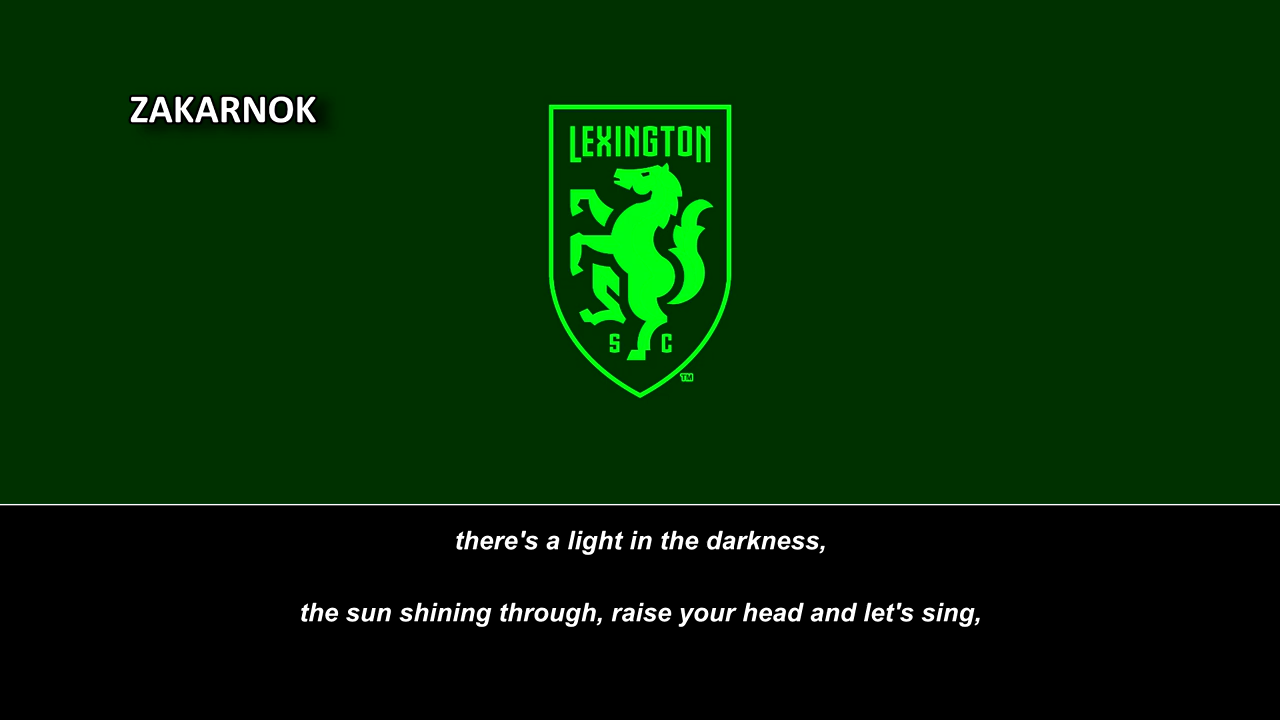 ZAKARNOK
LEXINGTON
S C
TM
there's a light in the darkness,
the sun shining through, raise your head and let's sing,